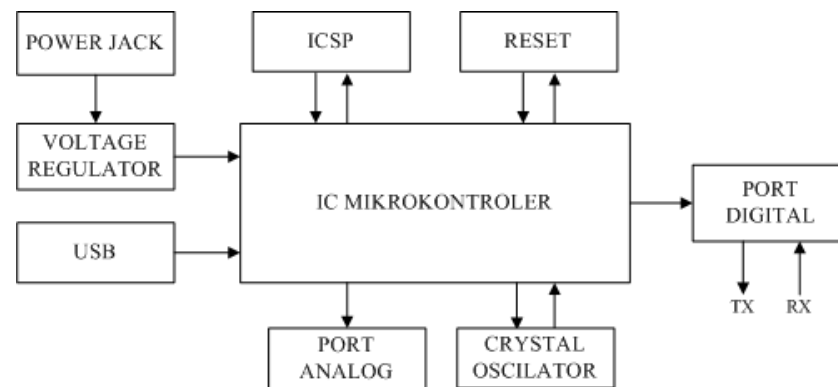 POWER JACK
ICSP
RESET
VOLTAGE
REGULATOR
IC MIKROKONTROLER
PORT
DIGITAL
USB
TX
RX
PORT
ANALOG
CRYSTAL
OSCILATOR